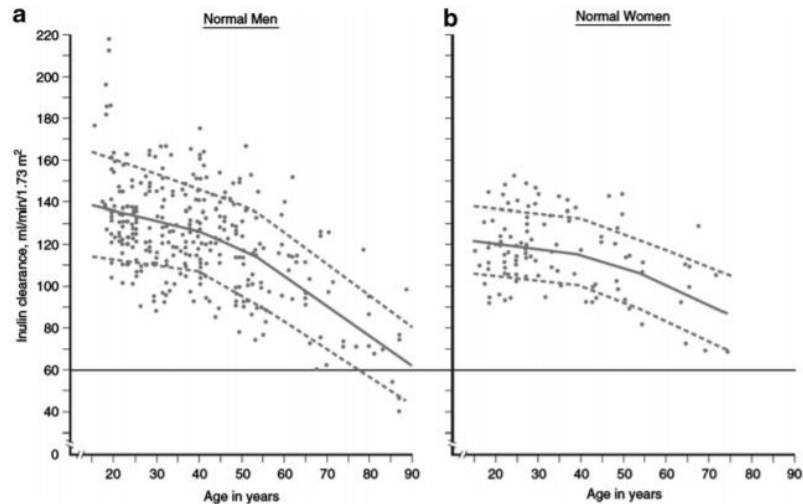 a
Normal Men
b
Normal Women
Inulin clearance, ml/min/1.73 m²
220
200
180
160
140
120
100
80
60
40
0
20 30 40 50 60 70 80 90
Age in years
20 30 40 50 60 70 80 90
Age in years